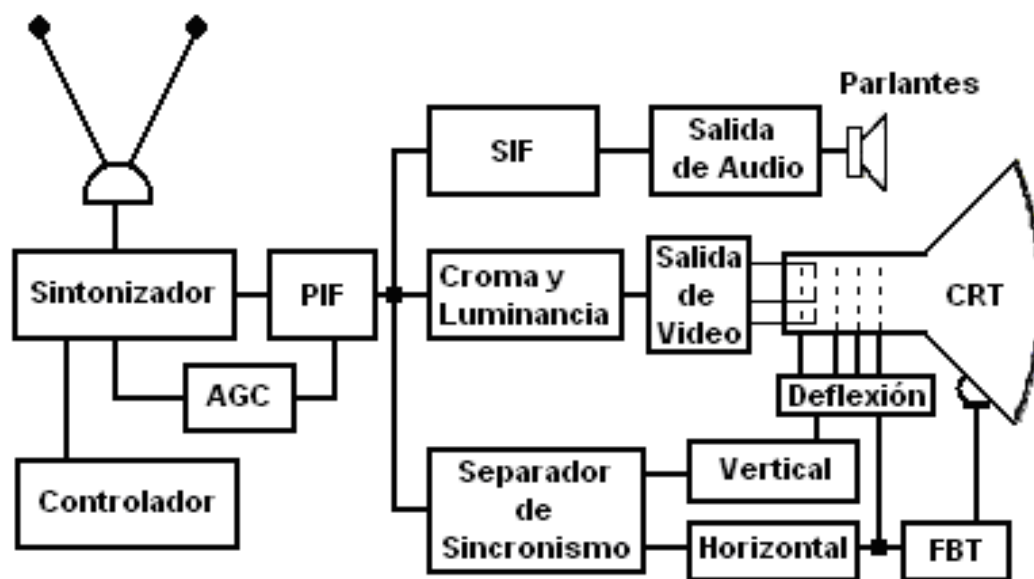 Parlantes
SIF
Salida
de Audio
Sintonizador
PIF
Croma y
Luminancia
Salida
de
Video
CRT
AGC
Deflexión
Controlador
Separador
de
Sincronismo
Vertical
Horizontal
FBT